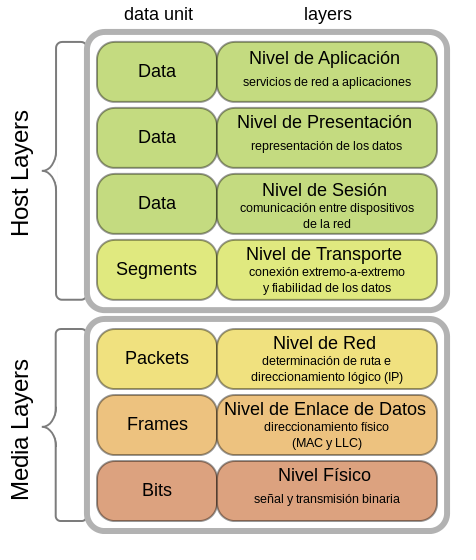 data unit
layers
Host Layers
Data
Nivel de Aplicación
servicios de red a aplicaciones
Data
Nivel de Presentación
representación de los datos
Data
Nivel de Sesión
comunicación entre dispositivos
de la red
Segments
Nivel de Transporte
conexión extremo-a-extremo
y fiabilidad de los datos
Media Layers
Packets
Nivel de Red
determinación de ruta e
direccionamiento lógico (IP)
Frames
Nivel de Enlace de Datos
direccionamiento físico
(MAC y LLC)
Bits
Nivel Físico
señal y transmisión binaria